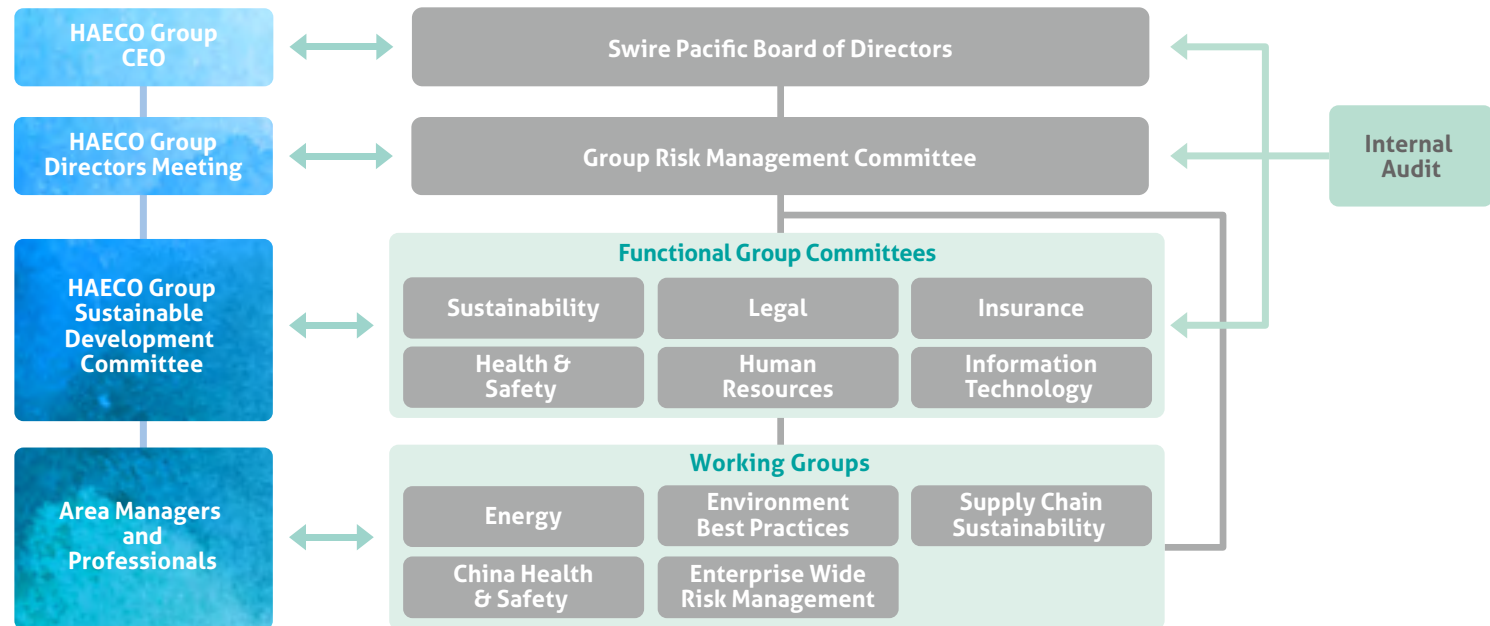 HAECO Group
CEO
Swire Pacific Board of Directors
HAECO Group
Directors Meeting
Group Risk Management Committee
Internal
Audit
HAECO Group
Sustainable
Development
Committee
Functional Group Committees
Sustainability
Legal
Insurance
Health &
Safety
Human
Resources
Information
Technology
Area Managers
and
Professionals
Working Groups
Energy
Environment
Best Practices
Supply Chain
Sustainability
China Health
& Safety
Enterprise Wide
Risk Management